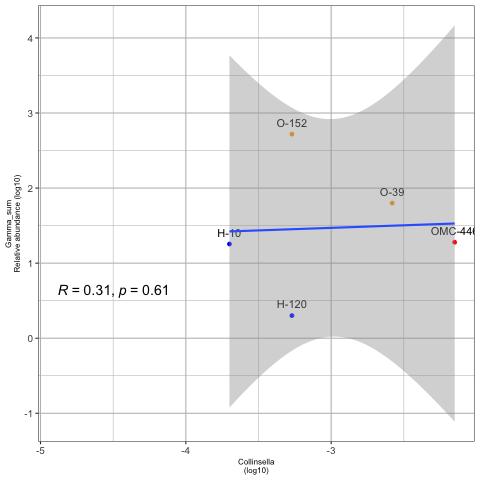 4
3
2
1
0
-1
Gamma_sum
Relative abundanve (log10)
O-152
O-39
H-10
OMC-446
H-120
R = 0.31, p = 0.61
-5
-4
-3
Collinsella
(log10)